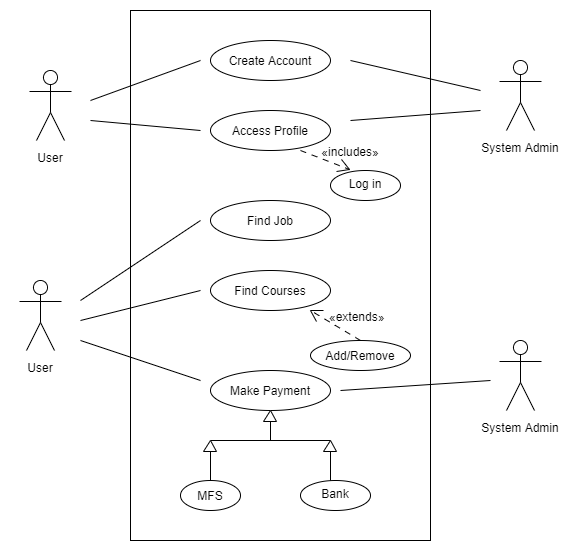 Create Account
User
Access Profile
System Admin
«includes»
Log in
Find Job
Find Courses
«extends»
User
Add/Remove
Make Payment
System Admin
MFS
Bank